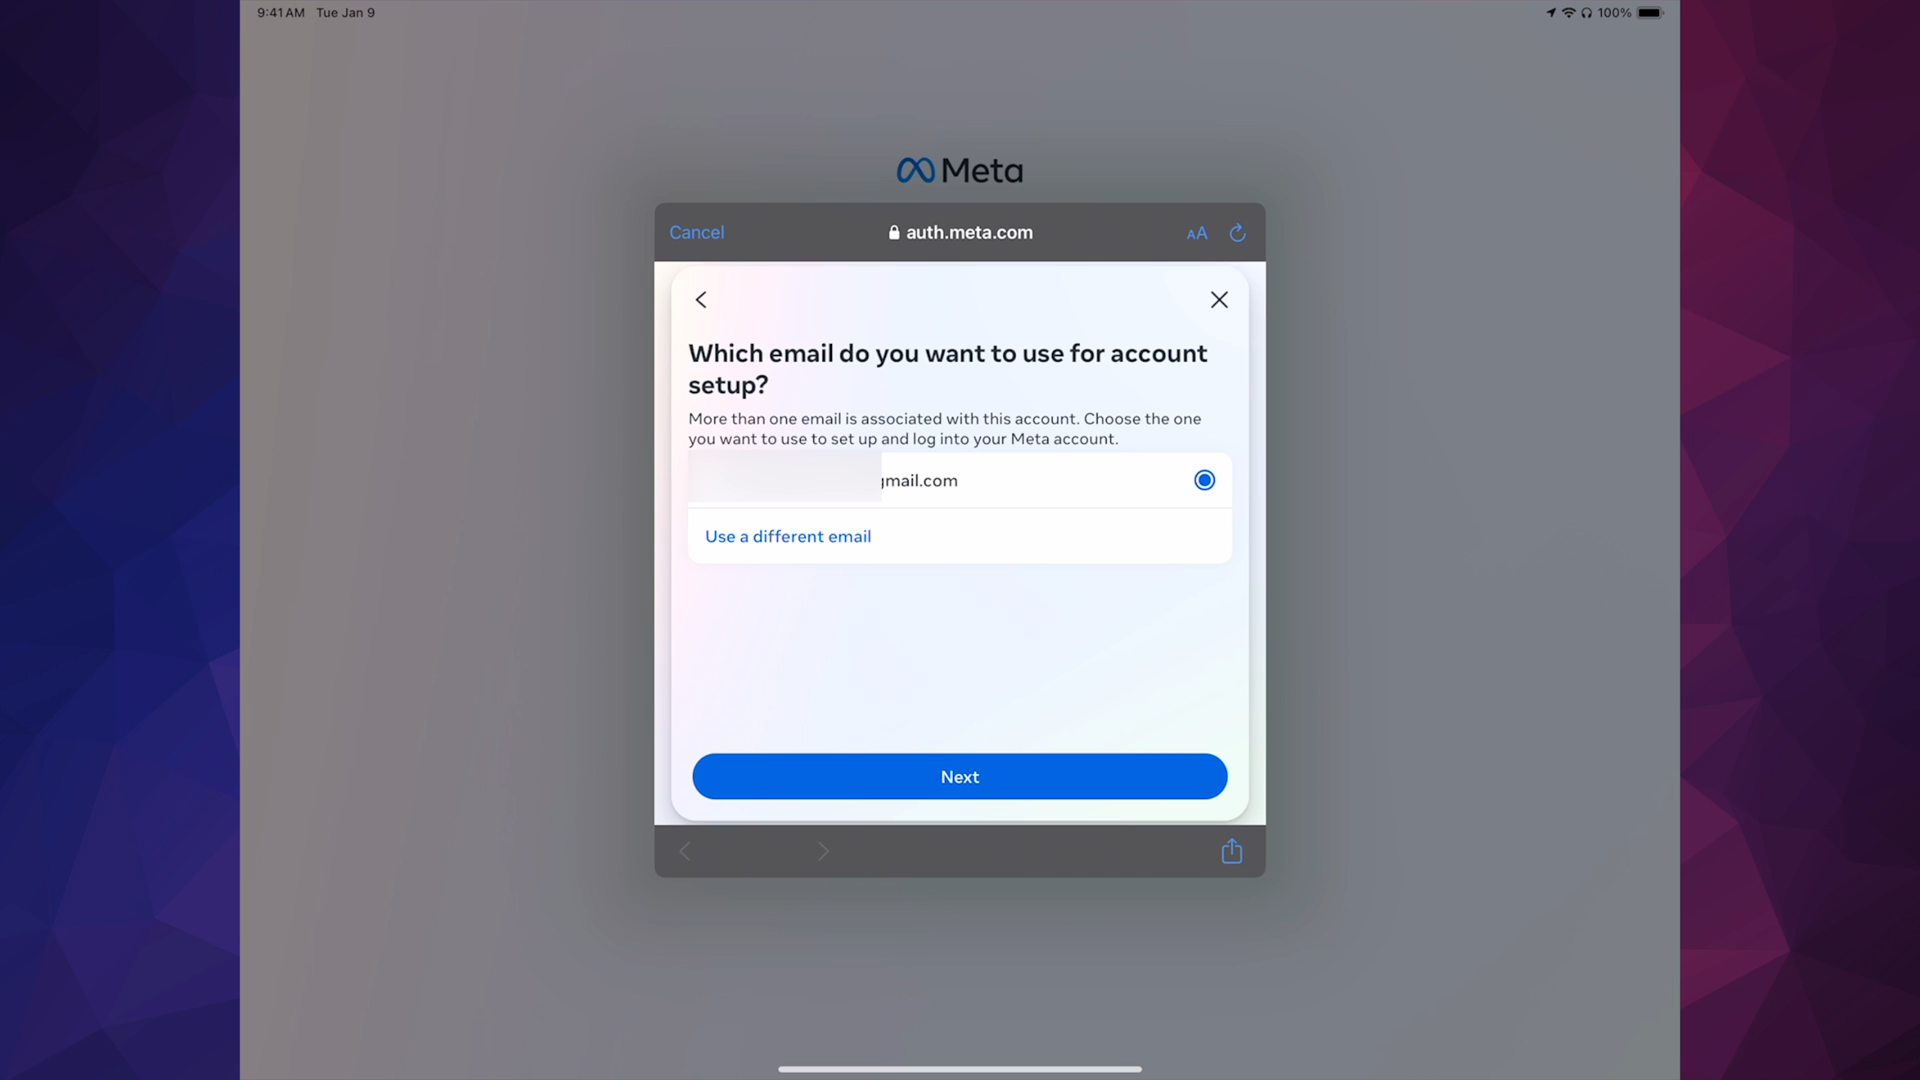 9:41 AM Tue Jan 9
100%
Meta
Cancel
auth.meta.com
AA
Which email do you want to use for account
setup?
More than one email is associated with this account. Choose the one
you want to use to set up and log into your Meta account.
gmail.com
Use a different email
Next